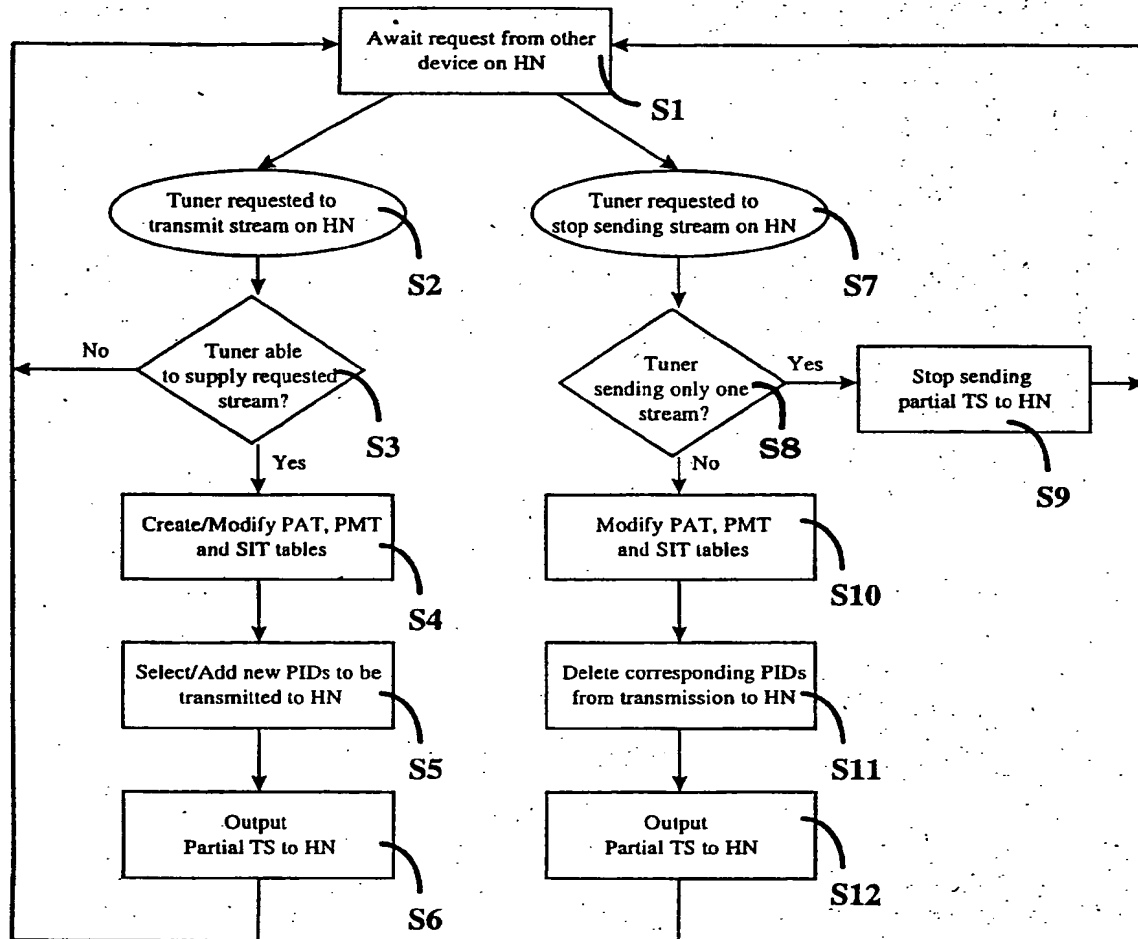 Await request from other
device on HN
S1
Tuner requested to
transmit stream on HN
S2
Tuner requested to
stop sending stream on HN
S7
No
Tuner able
to supply requested
stream?
S3
Yes
Tuner
sending only one
stream?
S8
Yes
No
Stop sending
partial TS to HN
S9
Create/Modify PAT, PMT
and SIT tables
S4
Modify PAT, PMT
and SIT tables
S10
Select/Add new PIDs to be
transmitted to HN
S5
Delete corresponding PIDs
from transmission to HN
S11
Output
Partial TS to HN
S6
Output
Partial TS to HN
S12